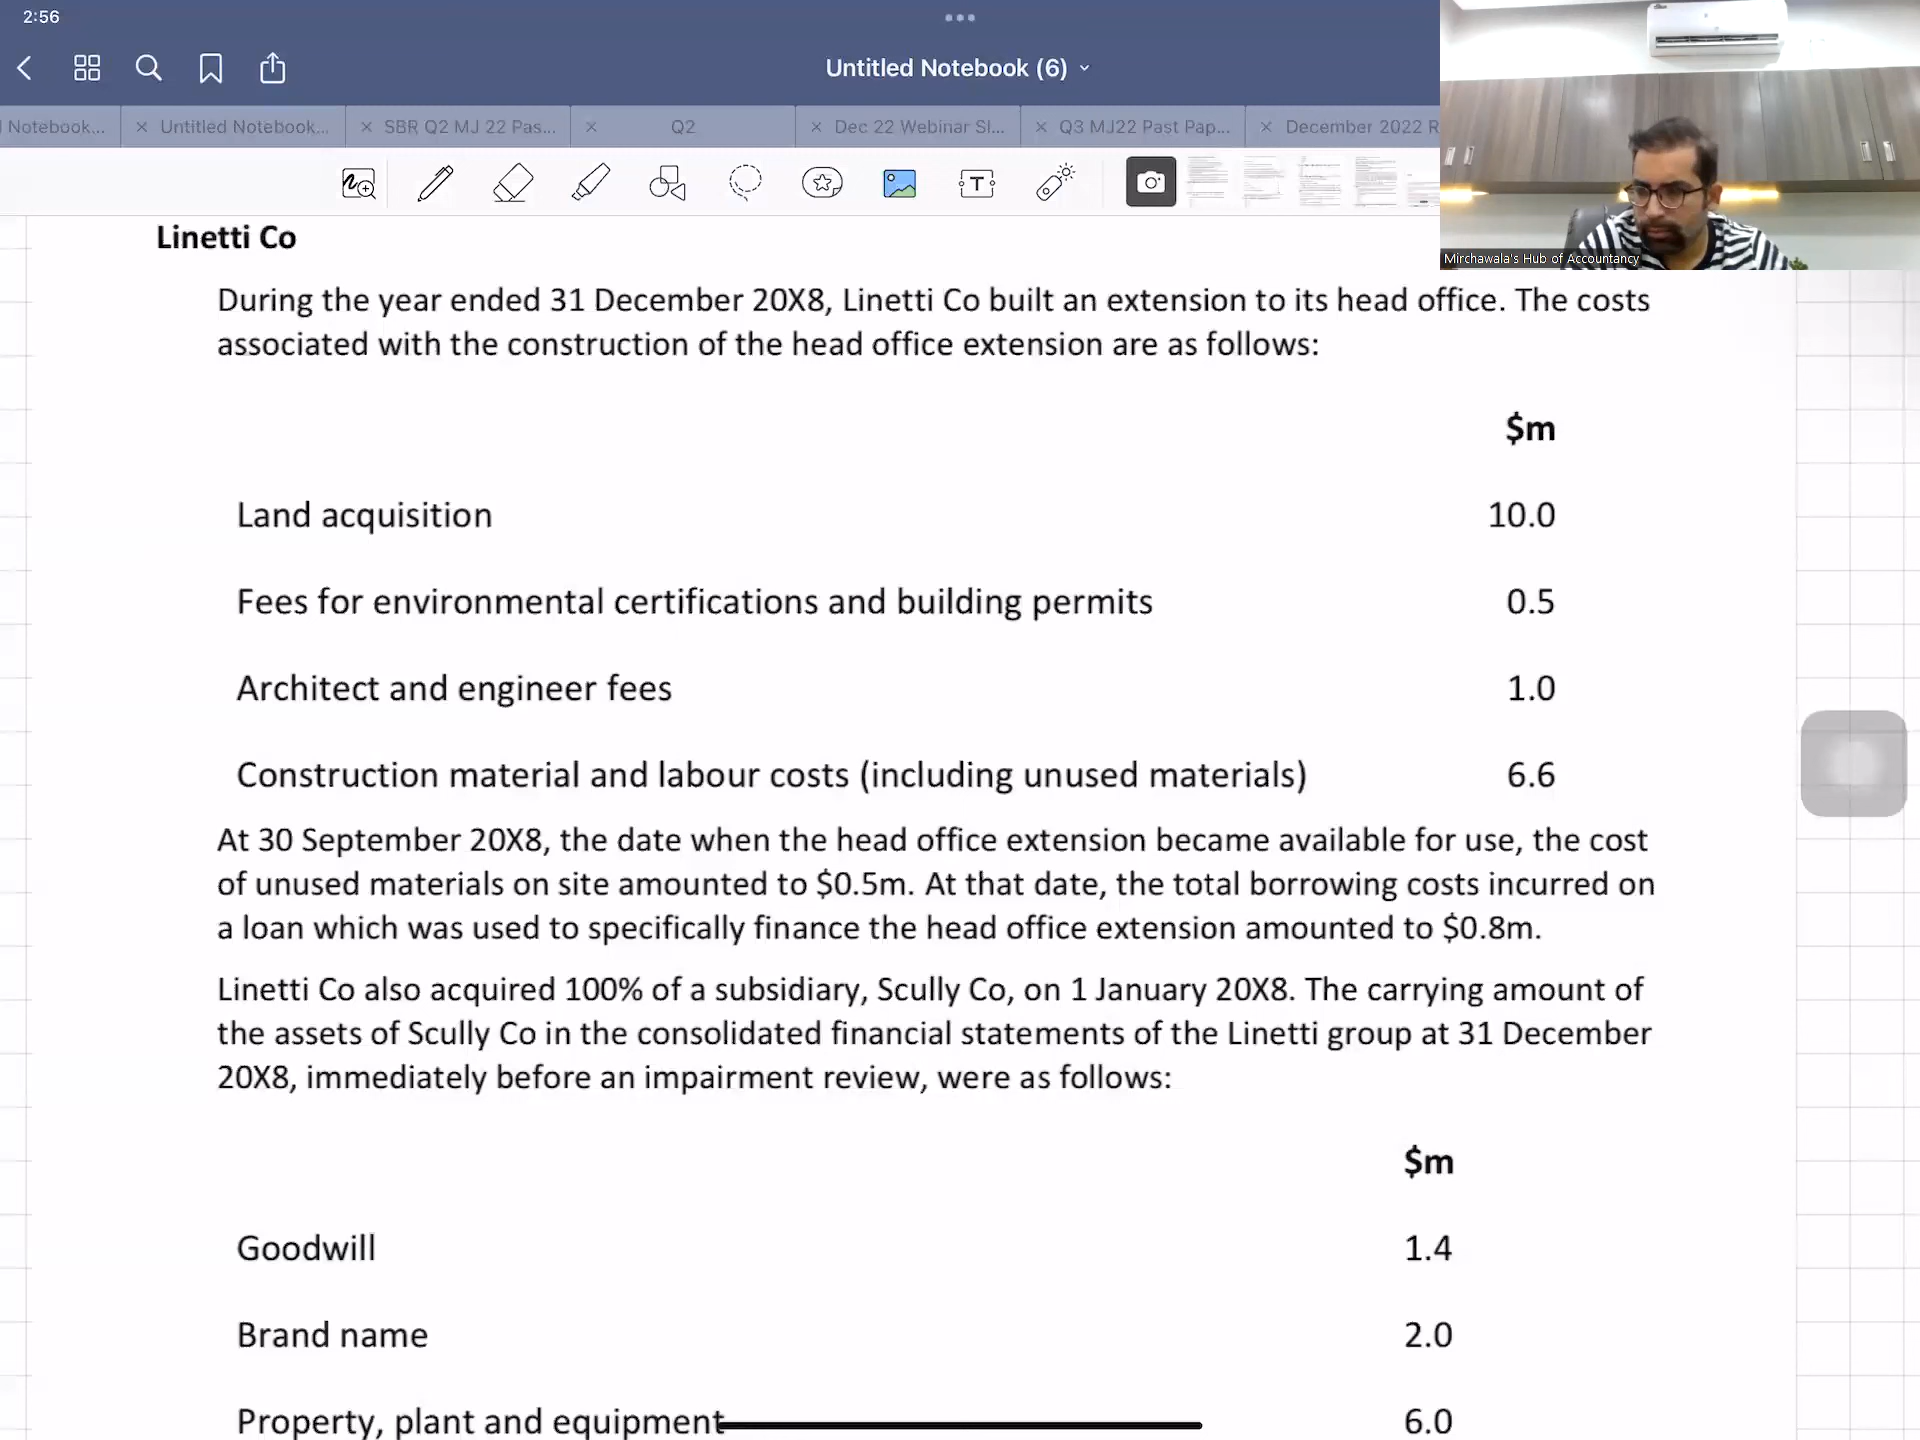 2:56
Untitled Notebook (6)
Notebook...
Untitled Notebook...
SBR Q2 MJ 22 Pas...
Q2
Dec 22 Webinar Sl...
Q3 MJ22 Past Pap...
December 2022 R
T
Mirchawala's Hub of Accountancy
Linetti Co
During the year ended 31 December 20X8, Linetti Co built an extension to its head office. The costs
associated with the construction of the head office extension are as follows:
$m
Land acquisition 10.0
Fees for environmental certifications and building permits 0.5
Architect and engineer fees 1.0
Construction material and labour costs (including unused materials) 6.6
At 30 September 20X8, the date when the head office extension became available for use, the cost
of unused materials on site amounted to $0.5m. At that date, the total borrowing costs incurred on
a loan which was used to specifically finance the head office extension amounted to $0.8m.
Linetti Co also acquired 100% of a subsidiary, Scully Co, on 1 January 20X8. The carrying amount of
the assets of Scully Co in the consolidated financial statements of the Linetti group at 31 December
20X8, immediately before an impairment review, were as follows:
$m
Goodwill 1.4
Brand name 2.0
Property, plant and equipment 6.0